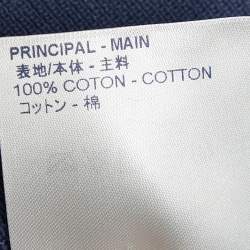 PRINCIPAL - MAIN
表地/本体 - 主料
100% COTON - COTTON
コットン - 棉